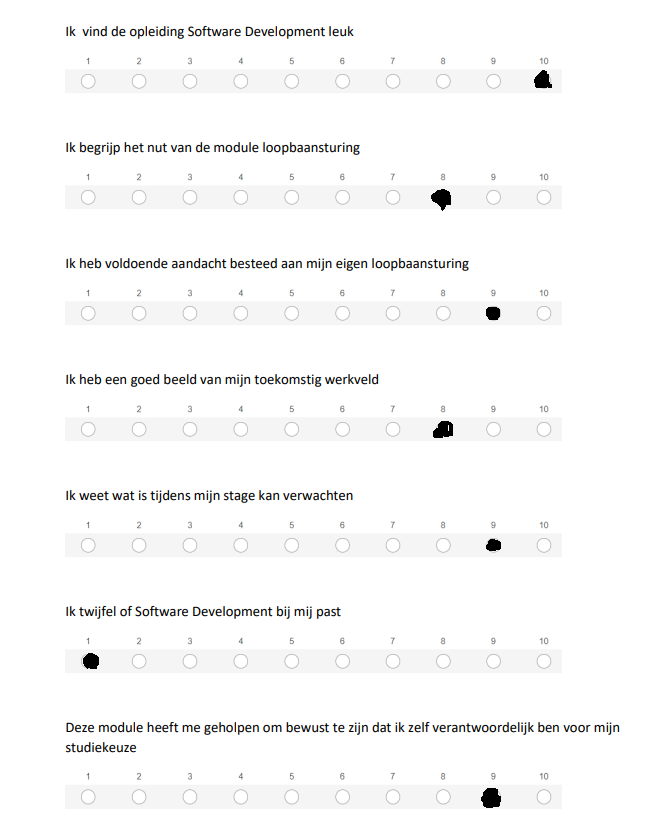 Ik vind de opleiding Software Development leuk
1 2 3 4 5 6 7 8 9 10
Ik begrijp het nut van de module loopbaansturing
1 2 3 4 5 6 7 8 9 10
Ik heb voldoende aandacht besteed aan mijn eigen loopbaansturing
1 2 3 4 5 6 7 8 9 10
Ik heb een goed beeld van mijn toekomstig werkveld
1 2 3 4 5 6 7 8 9 10
Ik weet wat is tijdens mijn stage kan verwachten
1 2 3 4 5 6 7 8 9 10
Ik twijfel of Software Development bij mij past
1 2 3 4 5 6 7 8 9 10
Deze module heeft me geholpen om bewust te zijn dat ik zelf verantwoordelijk ben voor mijn
studiekeuze
1 2 3 4 5 6 7 8 9 10